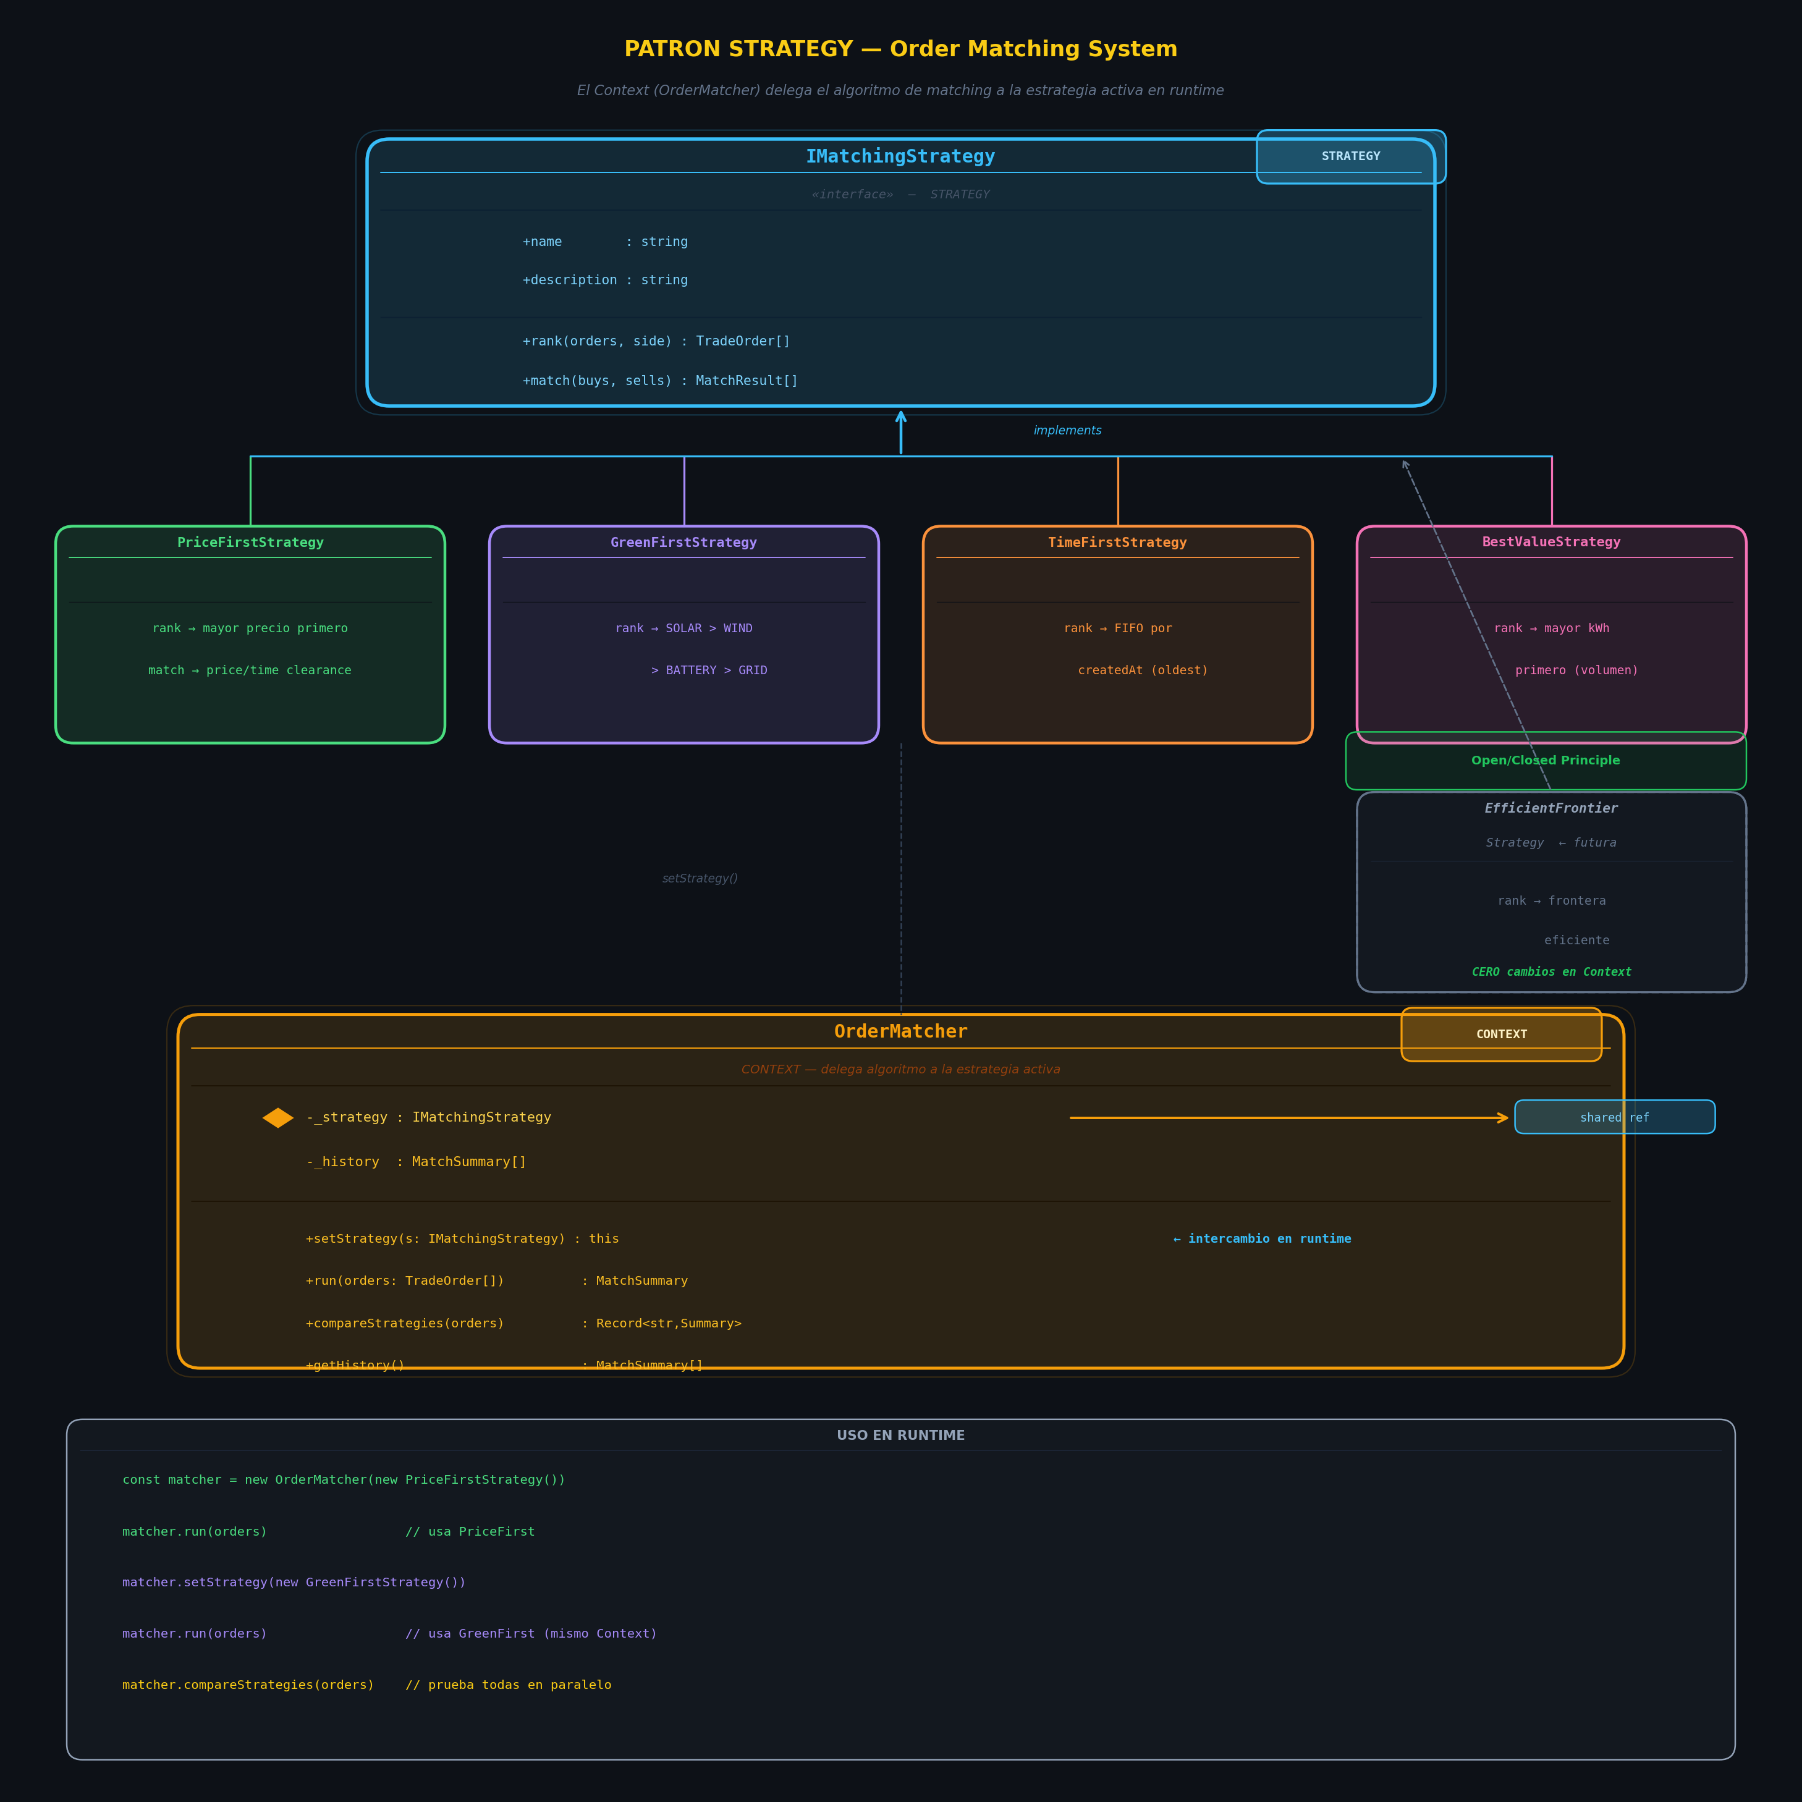 PATRON STRATEGY — Order Matching System
El Context (OrderMatcher) delega el algoritmo de matching a la estrategia activa en runtime
IMatchingStrategy
STRATEGY
«interface» — STRATEGY
+name        : string
+description : string
+rank(orders, side) : TradeOrder[]
+match(buys, sells) : MatchResult[]
implements
PriceFirstStrategy
rank → mayor precio primero
match → price/time clearance
GreenFirstStrategy
rank → SOLAR > WIND
> BATTERY > GRID
TimeFirstStrategy
rank → FIFO por
createdAt (oldest)
BestValueStrategy
rank → mayor kWh
primero (volumen)
Open/Closed Principle
EfficientFrontier
Strategy ← futura
rank → frontera
eficiente
CERO cambios en Context
setStrategy()
OrderMatcher
CONTEXT
CONTEXT — delega algoritmo a la estrategia activa
-_strategy : IMatchingStrategy
shared ref
-_history  : MatchSummary[]
+setStrategy(s: IMatchingStrategy) : this
← intercambio en runtime
+run(orders: TradeOrder[])          : MatchSummary
+compareStrategies(orders)          : Record<str,Summary>
+getHistory()                       : MatchSummary[]
USO EN RUNTIME
const matcher = new OrderMatcher(new PriceFirstStrategy())
matcher.run(orders)                  // usa PriceFirst
matcher.setStrategy(new GreenFirstStrategy())
matcher.run(orders)                  // usa GreenFirst (mismo Context)
matcher.compareStrategies(orders)    // prueba todas en paralelo